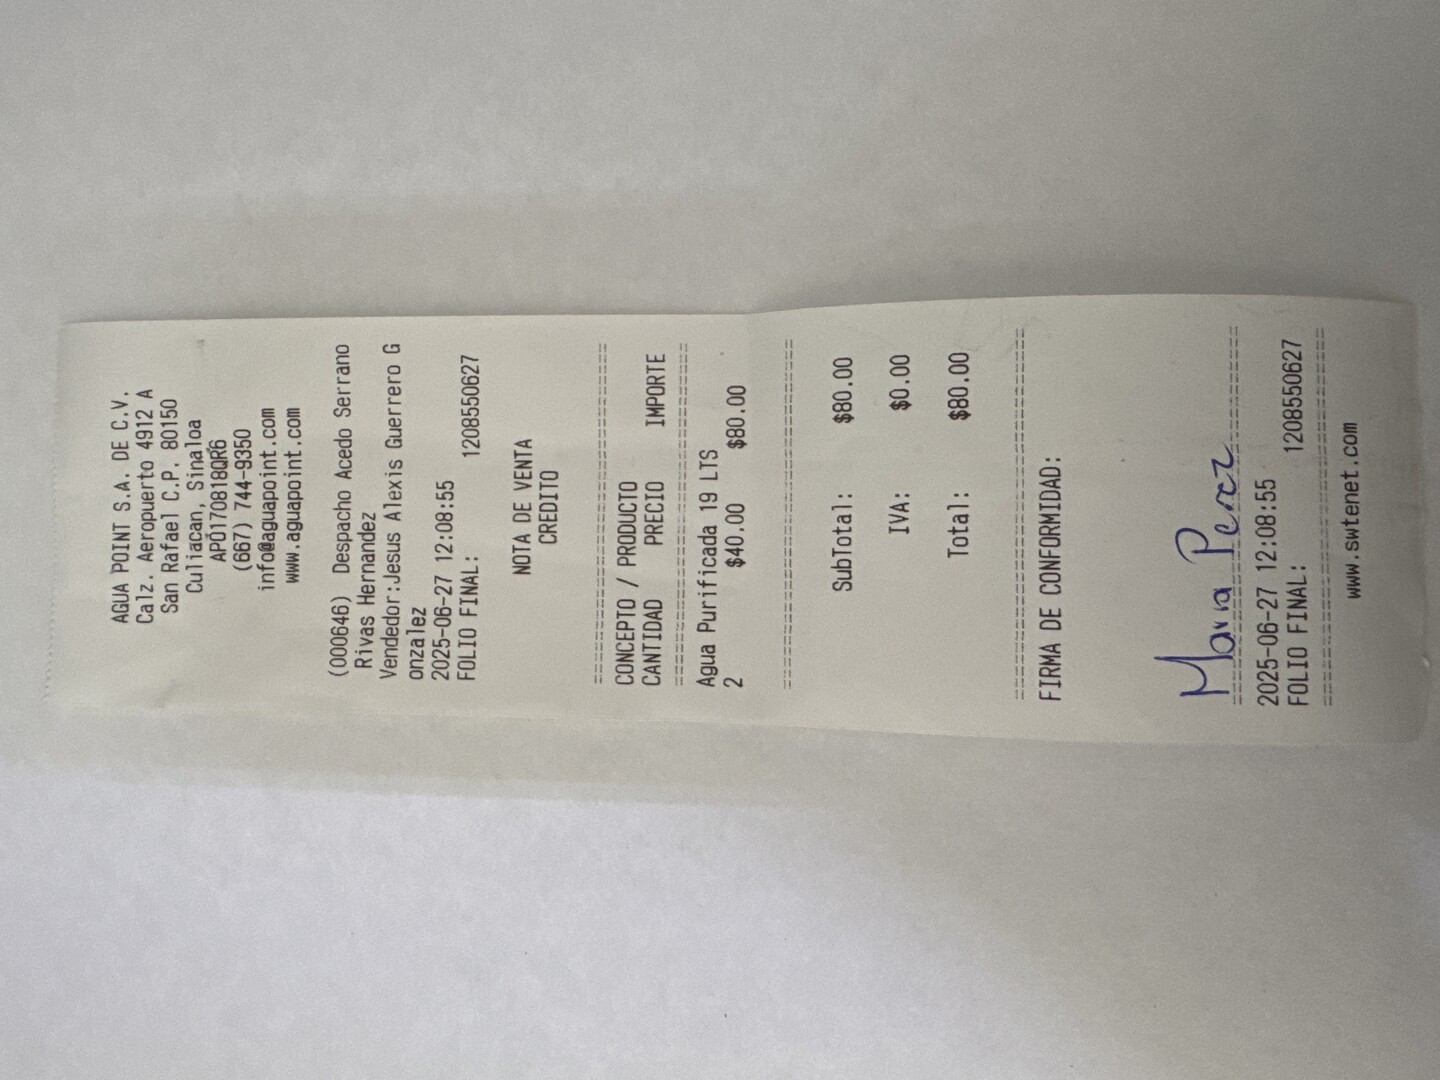 AGUA POINT S.A. DE C.V.
Calz. Aeropuerto 4912 A
San Rafael C.P. 80150
Culiacan, Sinaloa
APO170818QR6
(667) 744-9350
info@aguapoint.com
www.aguapoint.com
(000646) Despacho Acedo Serrano
Rivas Hernandez
Vendedor:Jesus Alexis Guerrero G
onzalez
2025-06-27 12:08:55
FOLIO FINAL: 1208550627
NOTA DE VENTA
CREDITO
================================
CONCEPTO / PRODUCTO
CANTIDAD PRECIO IMPORTE
================================
Agua Purificada 19 LTS
2 $40.00 $80.00
================================
SubTotal: $80.00
IVA: $0.00
Total: $80.00
================================
FIRMA DE CONFORMIDAD:
Maria Perez
================================
2025-06-27 12:08:55
FOLIO FINAL: 1208550627
================================
www.swtenet.com